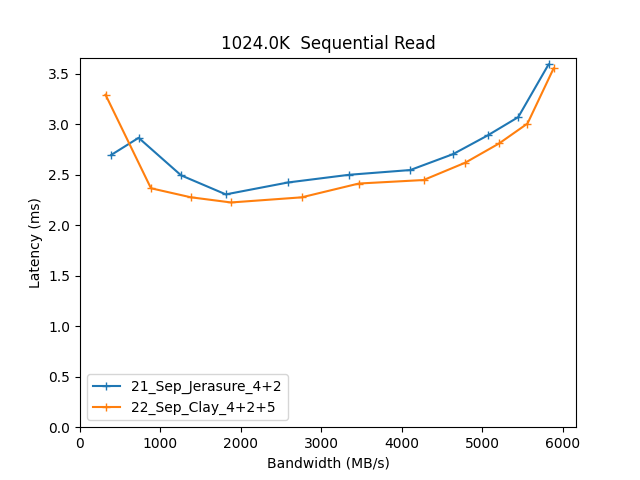 1024.0K  Sequential Read
3.5
3.0
2.5
2.0
1.5
1.0
0.5
0.0
Latency (ms)
21_Sep_Jerasure_4+2
22_Sep_Clay_4+2+5
0 1000 2000 3000 4000 5000 6000
Bandwidth (MB/s)